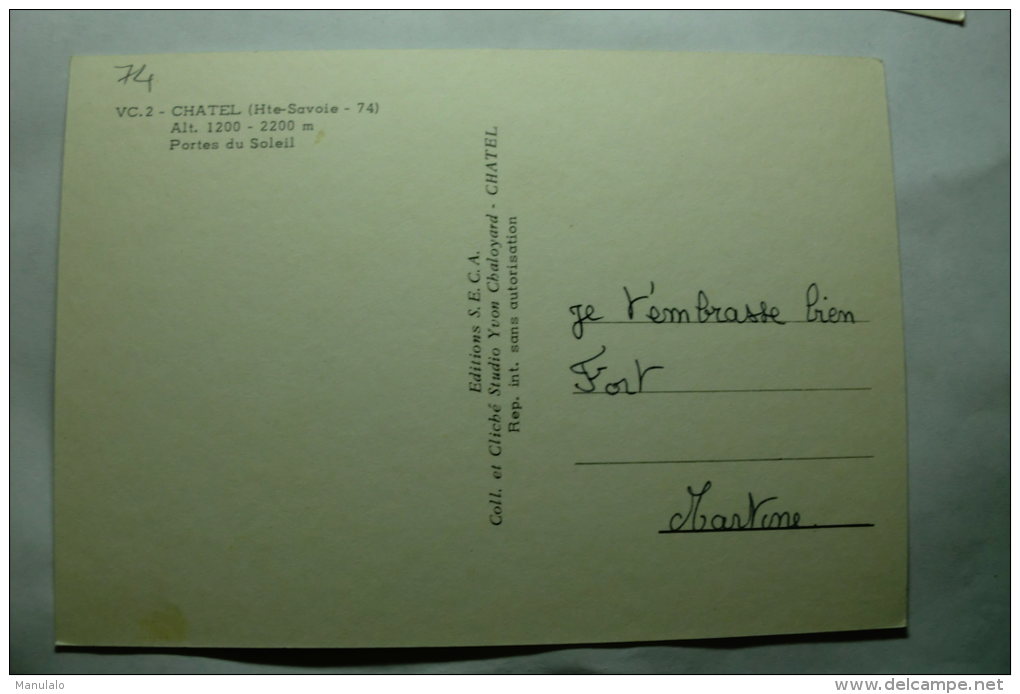 74
VC.2 - CHATEL (Hte-Savoie - 74)
Alt. 1200 - 2200 m
Portes du Soleil
Editions S.E.C.A.
Coll. et Cliché Studio Yvon Chaloyard - CHATEL
Rep. int. sans autorisation
je t'embrasse bien
Fort
Martine.
Manulalo
delcampe.net